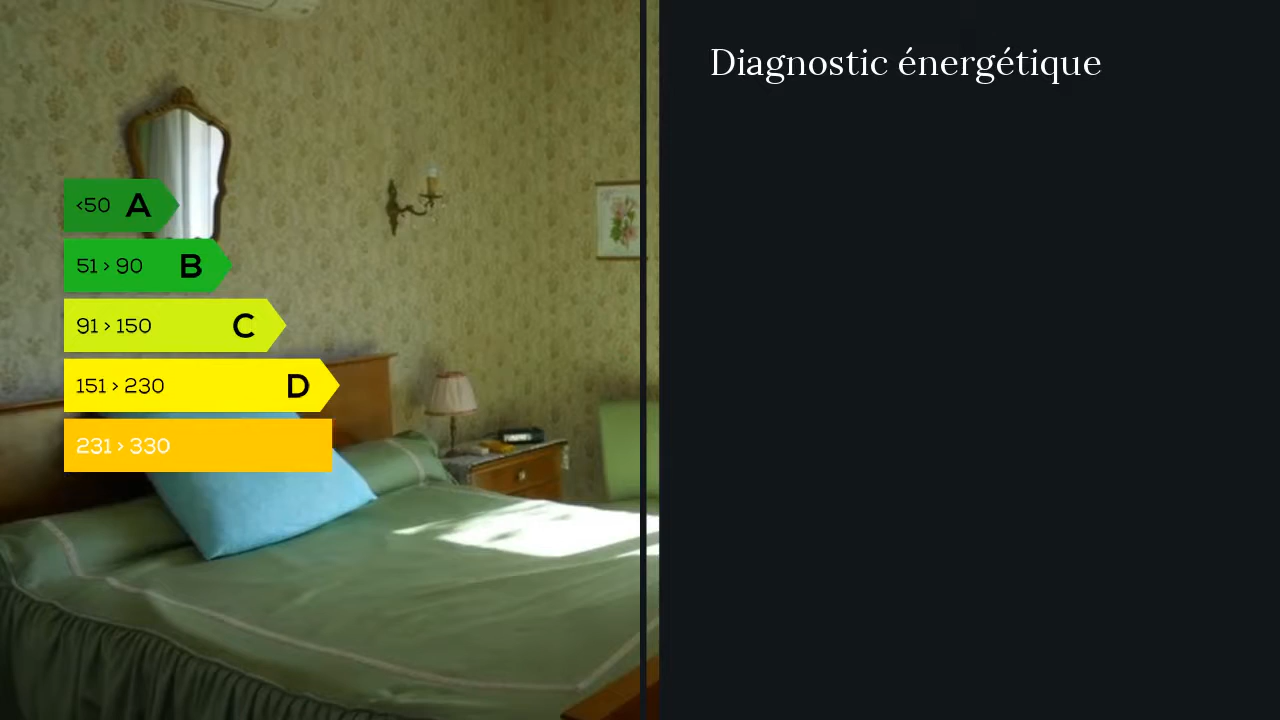 Diagnostic énergétique
<50 A
51 > 90 B
91 > 150 C
151 > 230 D
231 > 330